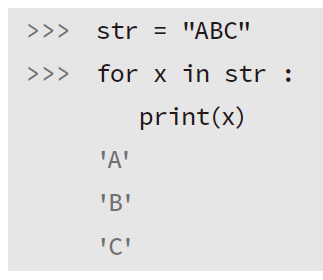 >>> str = "ABC"
>>> for x in str :
print(x)
'A'
'B'
'C'